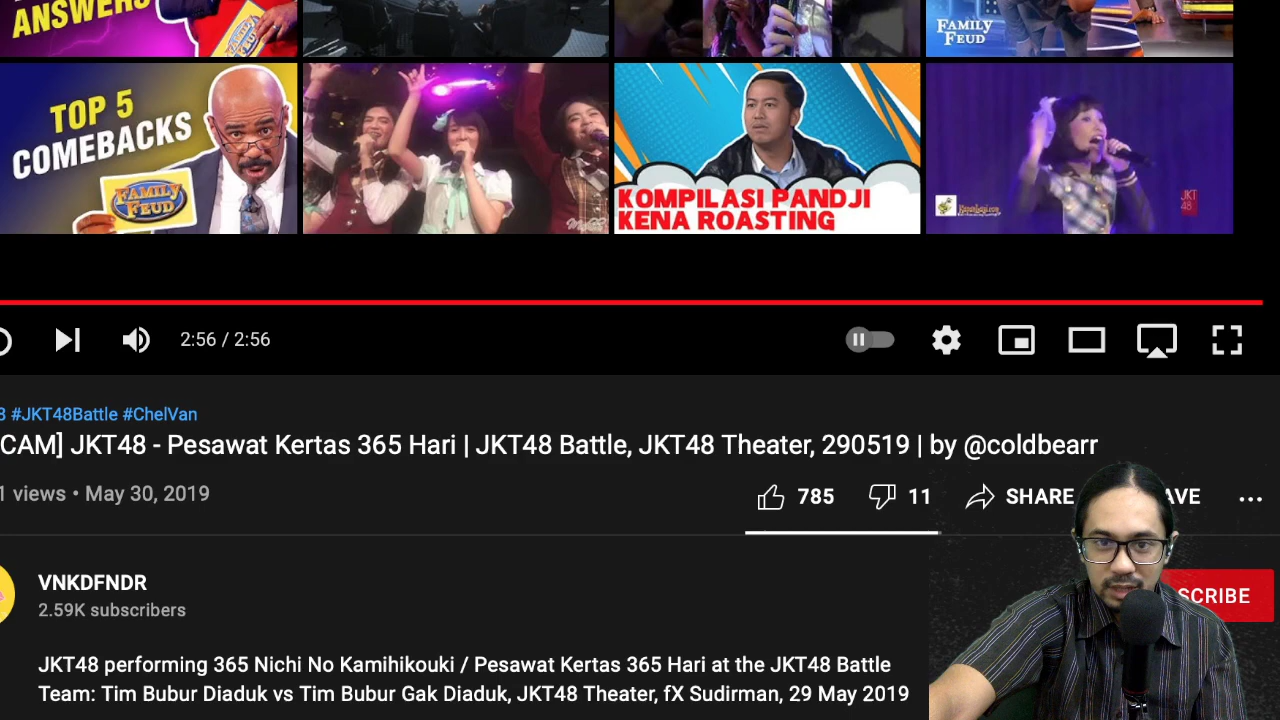 ANSWERS
FAMILY
FEUD
TOP 5
COMEBACKS
FAMILY
FEUD
KOMPILASI PANDJI
KENA ROASTING
JKT
48
2:56 / 2:56
#JKT48Battle #ChelVan
CAM] JKT48 - Pesawat Kertas 365 Hari | JKT48 Battle, JKT48 Theater, 290519 | by @coldbearr
1 views • May 30, 2019
785
11
SHARE
AVE
VNKDFNDR
2.59K subscribers
SCRIBE
JKT48 performing 365 Nichi No Kamihikouki / Pesawat Kertas 365 Hari at the JKT48 Battle
Team: Tim Bubur Diaduk vs Tim Bubur Gak Diaduk, JKT48 Theater, fX Sudirman, 29 May 2019